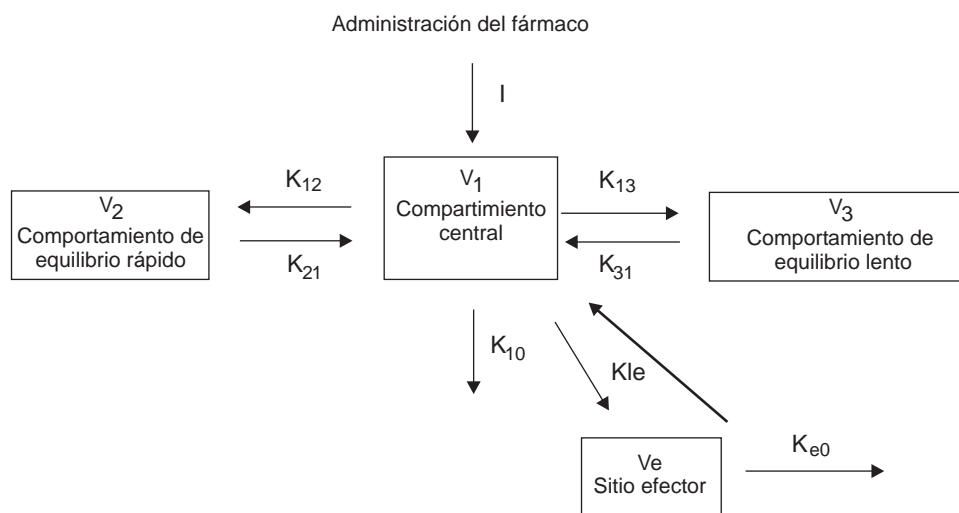 Administración del fármaco
I
K12
V1
Compartimiento
central
K13
V2
Comportamiento de
equilibrio rápido
V3
Comportamiento de
equilibrio lento
K21
K31
K10
Kle
Ve
Sitio efector
Ke0